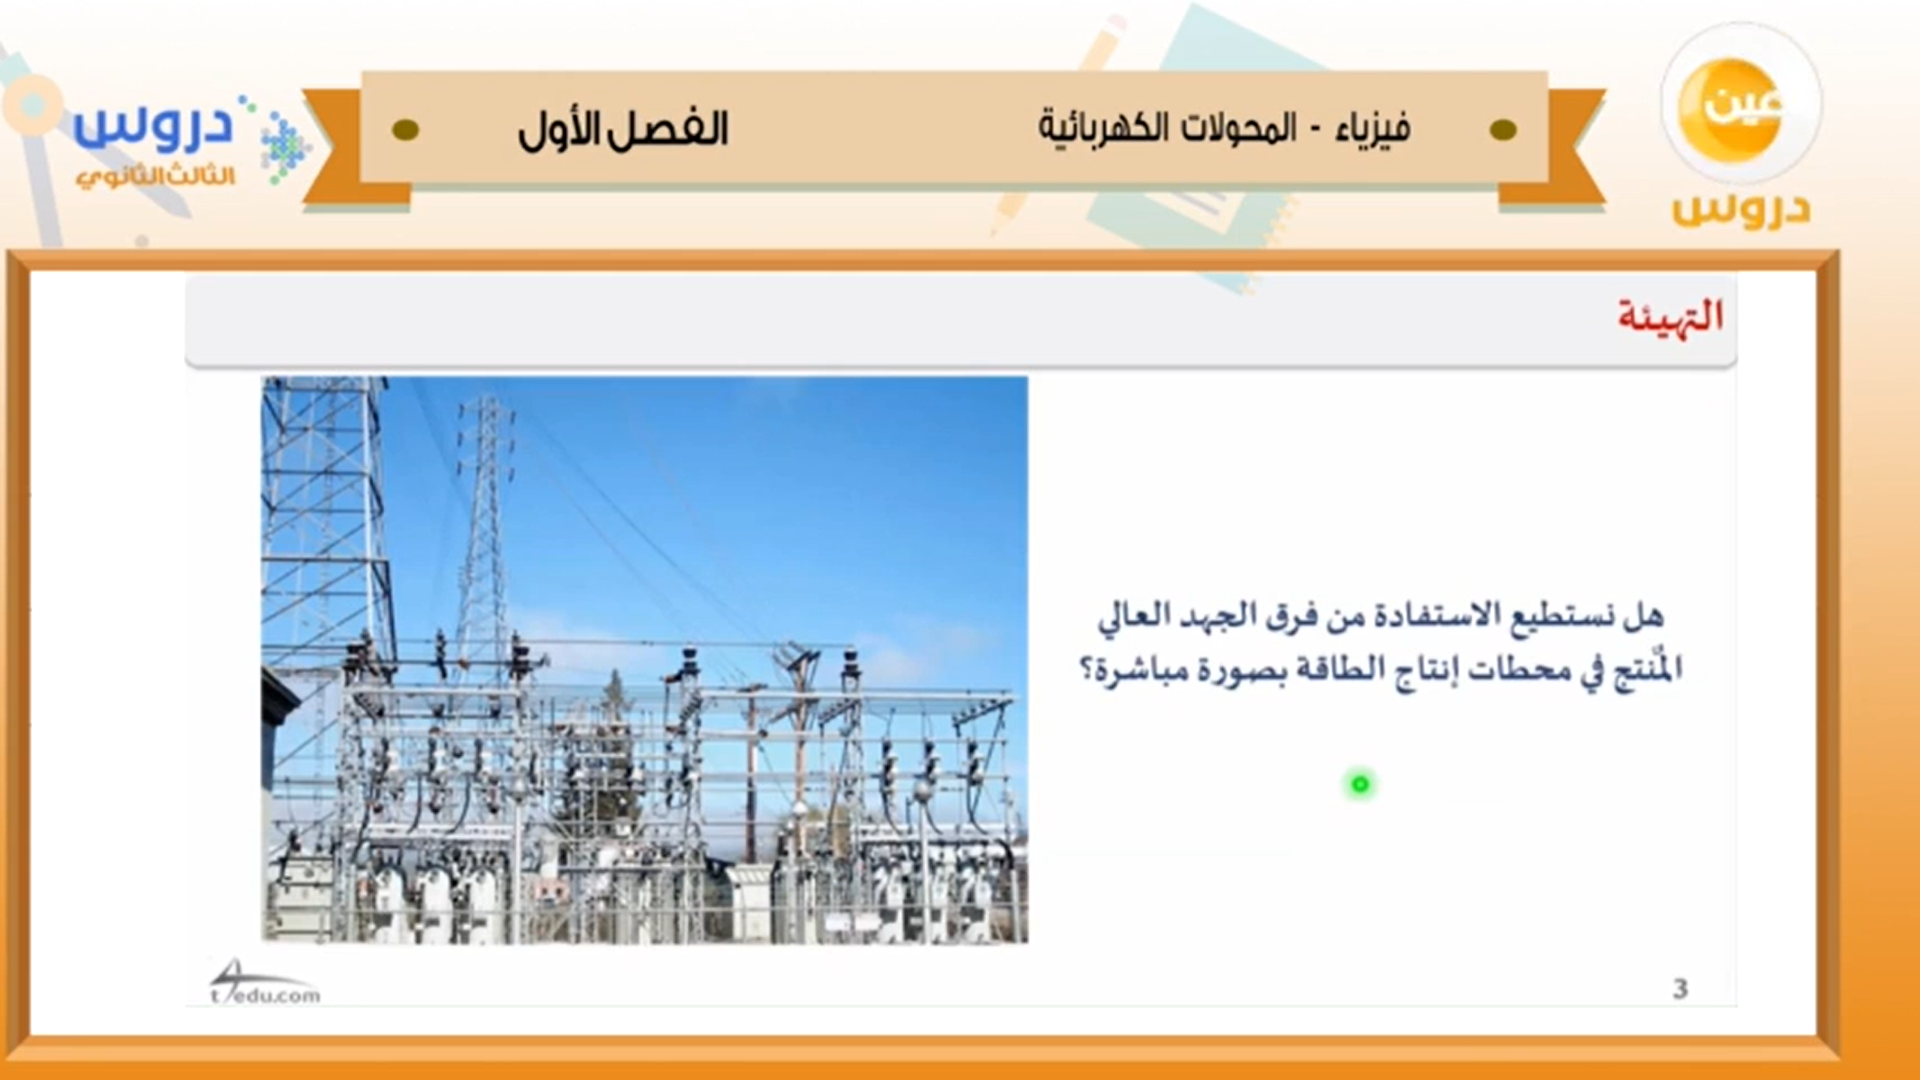 عين
دروس
فيزياء - المحولات الكهربائية
الفصل الأول
دروس
الثالث الثانوي
التهيئة
هل نستطيع الاستفادة من فرق الجهد العالي
المُنتج في محطات إنتاج الطاقة بصورة مباشرة؟
t4edu.com
3